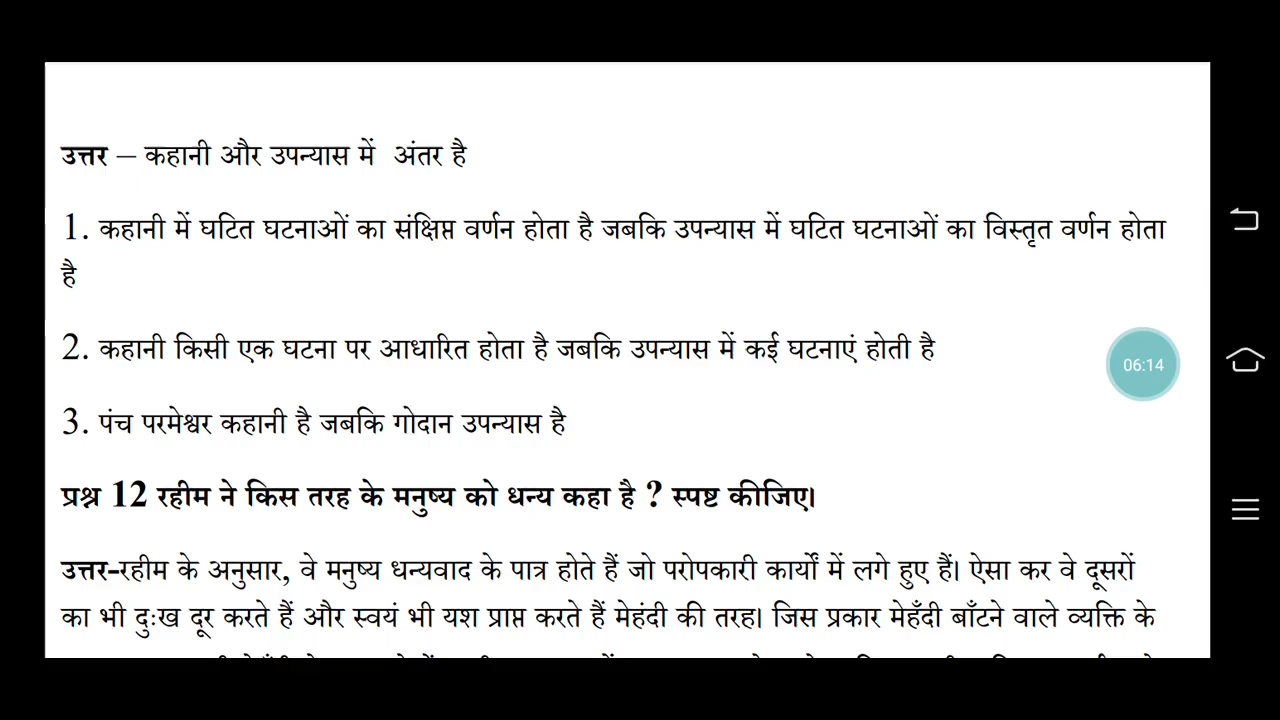 उत्तर – कहानी और उपन्यास में अंतर है
1. कहानी में घटित घटनाओं का संक्षिप्त वर्णन होता है जबकि उपन्यास में घटित घटनाओं का विस्तृत वर्णन होता
है
2. कहानी किसी एक घटना पर आधारित होता है जबकि उपन्यास में कई घटनाएं होती है
06:14
3. पंच परमेश्वर कहानी है जबकि गोदान उपन्यास है
प्रश्न 12 रहीम ने किस तरह के मनुष्य को धन्य कहा है ? स्पष्ट कीजिए।
उत्तर-रहीम के अनुसार, वे मनुष्य धन्यवाद के पात्र होते हैं जो परोपकारी कार्यों में लगे हुए हैं। ऐसा कर वे दूसरों
का भी दुःख दूर करते हैं और स्वयं भी यश प्राप्त करते हैं मेहंदी की तरह। जिस प्रकार मेहँदी बाँटने वाले व्यक्ति के